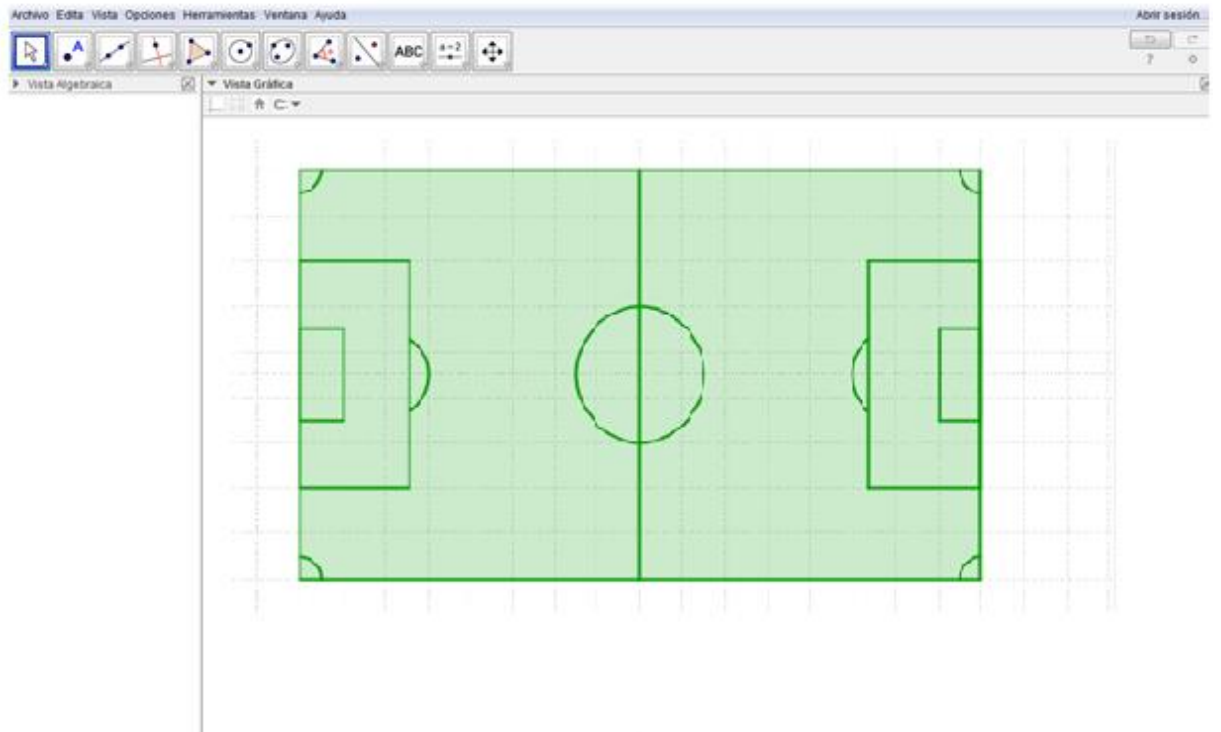 Archivo Edita Vista Opciones Herramientas Ventana Ayuda
Abrir sesión...
A
ABC
a=2
?
Vista Algebraica
Vista Gráfica